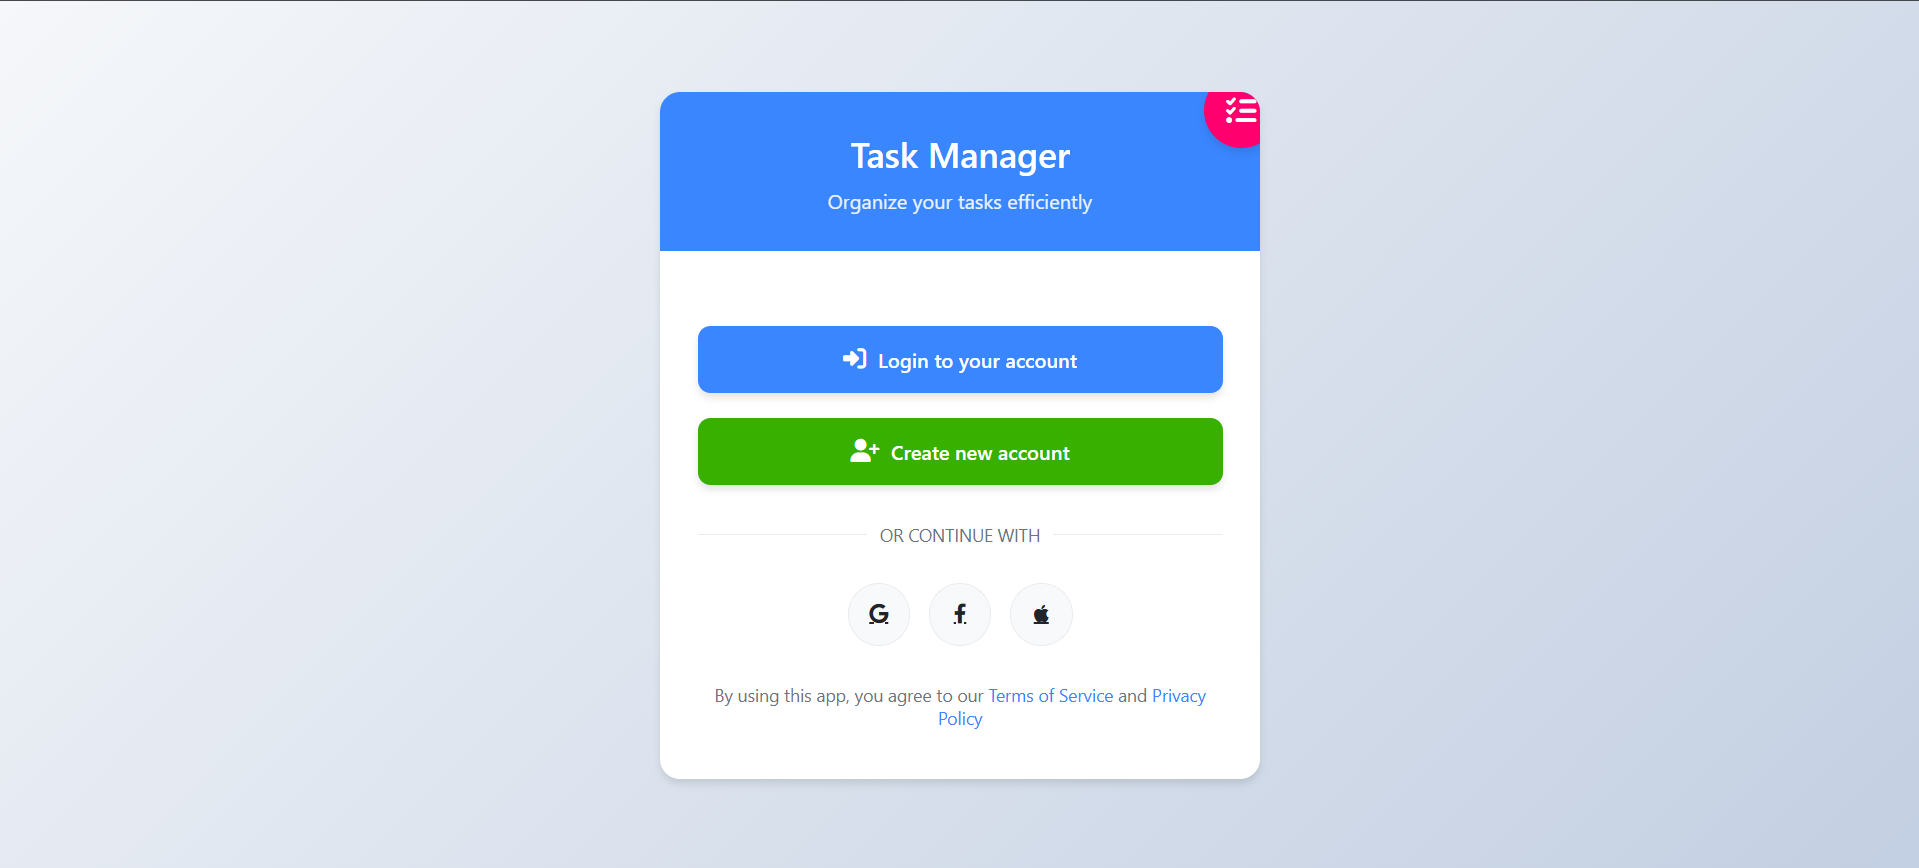 Task Manager
Organize your tasks efficiently
Login to your account
Create new account
OR CONTINUE WITH
By using this app, you agree to our Terms of Service and Privacy
Policy